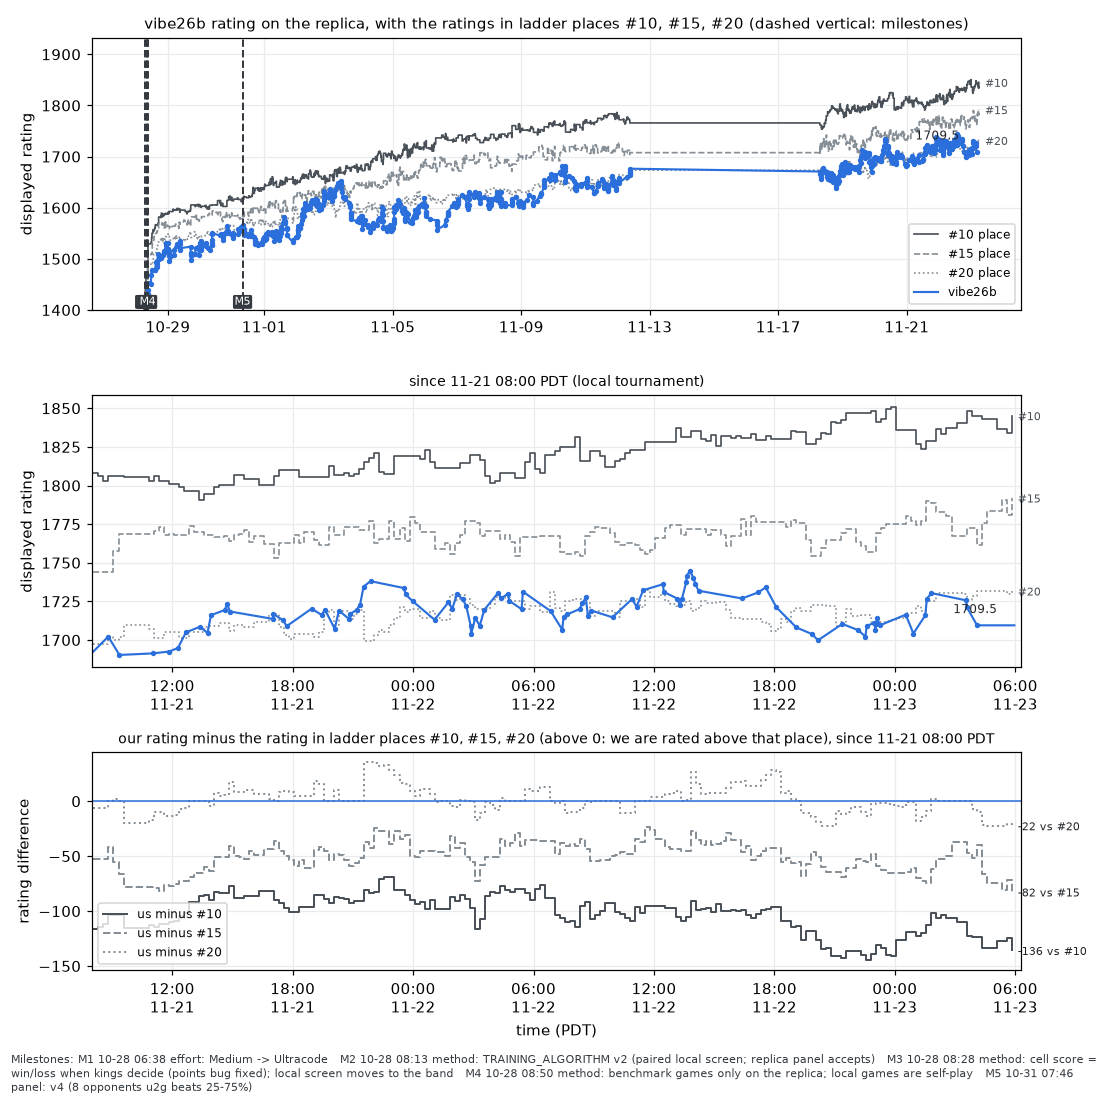 vibe26b rating on the replica, with the ratings in ladder places #10, #15, #20 (dashed vertical: milestones)
1900
1800
1700
1600
1500
1400
displayed rating
#10
#15
1709.5
#20
M4
M5
#10 place
#15 place
#20 place
vibe26b
10-29
11-01
11-05
11-09
11-13
11-17
11-21
since 11-21 08:00 PDT (local tournament)
1850
1825
1800
1775
1750
1725
1700
displayed rating
#10
#15
#20
1709.5
12:00 18:00 00:00 06:00 12:00 18:00 00:00 06:00
11-21 11-21 11-22 11-22 11-22 11-22 11-23 11-23
our rating minus the rating in ladder places #10, #15, #20 (above 0: we are rated above that place), since 11-21 08:00 PDT
0
−50
−100
−150
rating difference
-22 vs #20
-82 vs #15
-136 vs #10
us minus #10
us minus #15
us minus #20
12:00 18:00 00:00 06:00 12:00 18:00 00:00 06:00
11-21 11-21 11-22 11-22 11-22 11-22 11-23 11-23
time (PDT)
Milestones: M1 10-28 06:38 effort: Medium -> Ultracode M2 10-28 08:13 method: TRAINING_ALGORITHM v2 (paired local screen; replica panel accepts) M3 10-28 08:28 method: cell score =
win/loss when kings decide (points bug fixed); local screen moves to the band M4 10-28 08:50 method: benchmark games only on the replica; local games are self-play M5 10-31 07:46
panel: v4 (8 opponents u2g beats 25-75%)